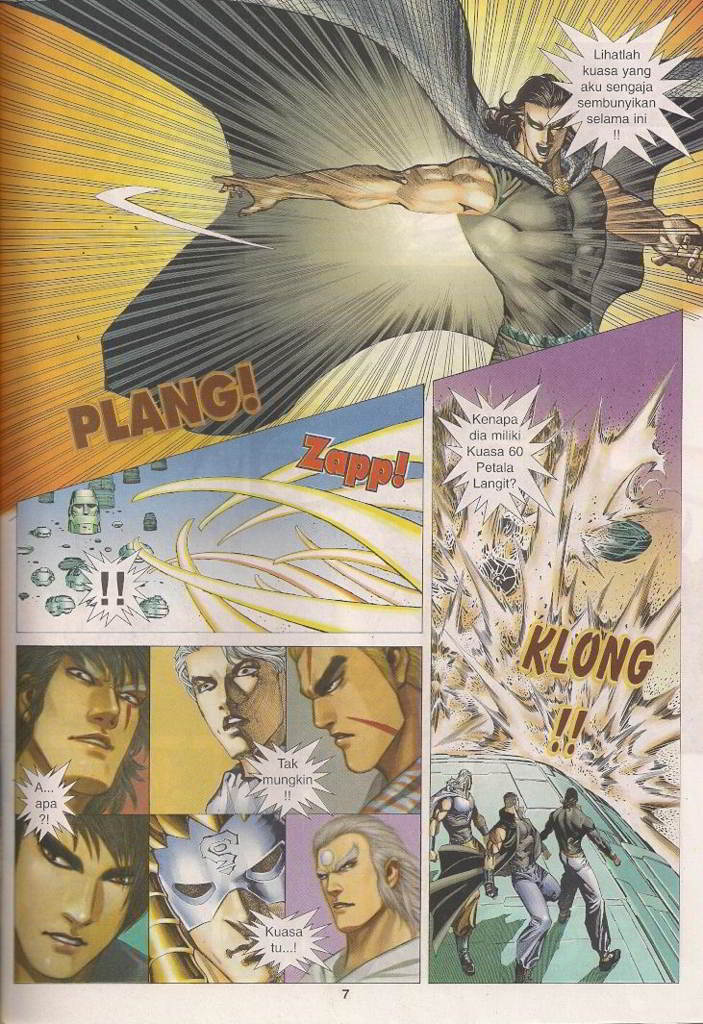 Lihatlah
kuasa yang
aku sengaja
sembunyikan
selama ini
!!
PLANG!
Zapp!
!!
Kenapa
dia miliki
Kuasa 60
Petala
Langit?
KLONG
!!
A...
apa
?!
Tak
mungkin
!!
Kuasa
tu...!
7